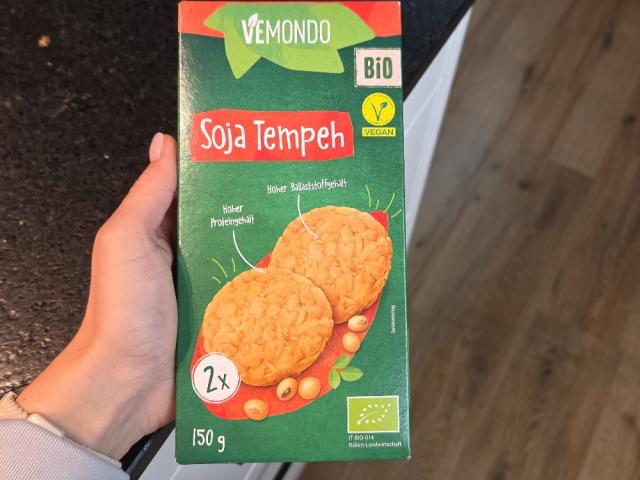 VEMONDO
BIO
VEGAN
Soja Tempeh
Hoher Ballaststoffgehalt
Hoher
Proteingehalt
2x
150 g
IT-BIO-014
Italien-Landwirtschaft